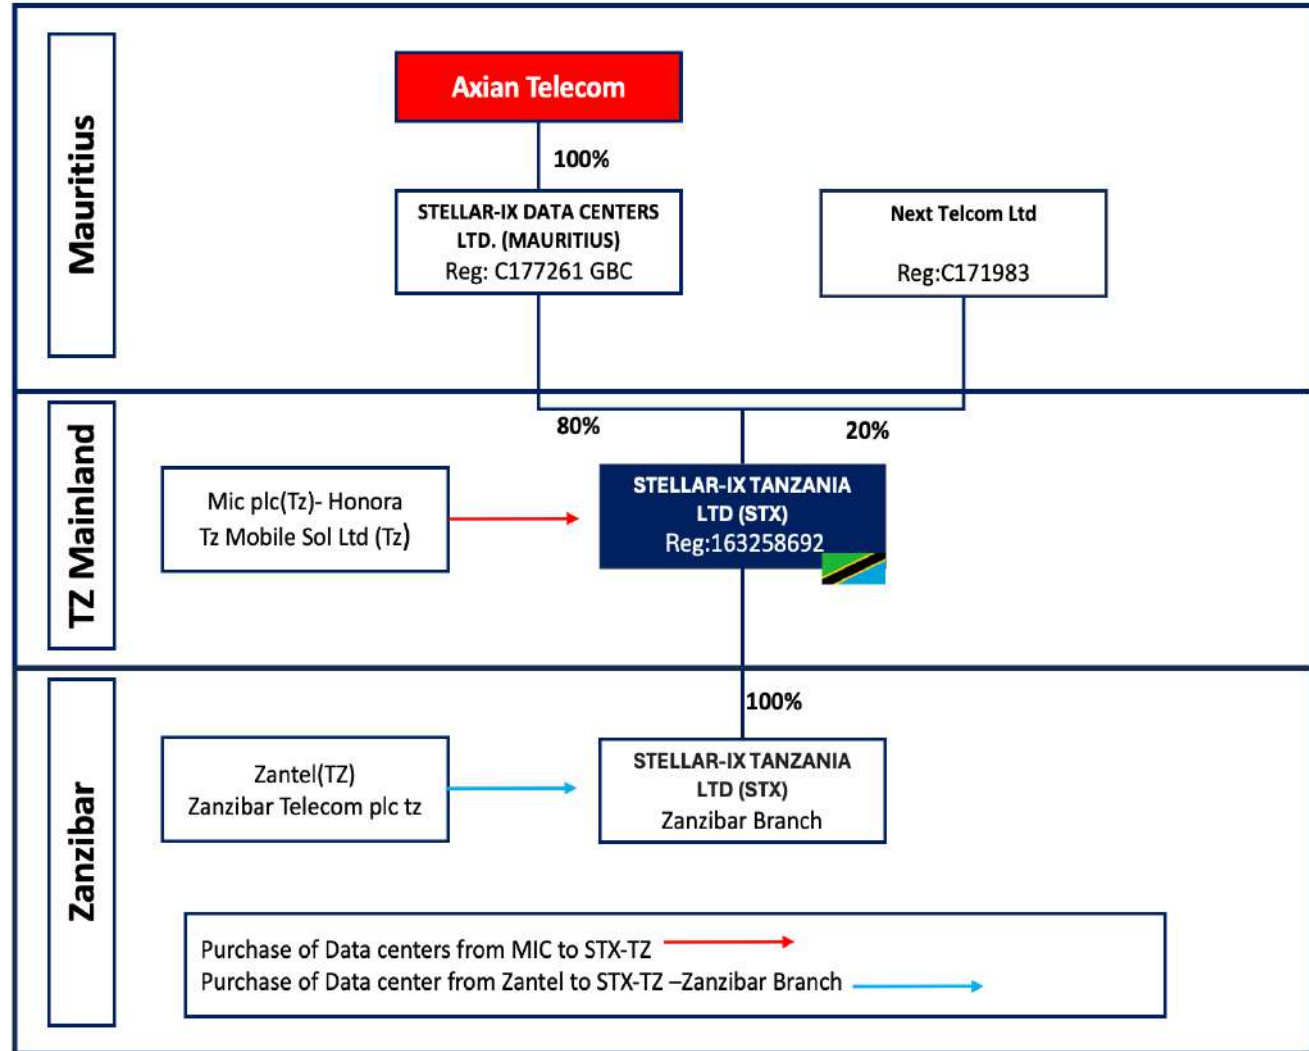 Mauritius
Axian Telecom
100%
STELLAR-IX DATA CENTERS
LTD. (MAURITIUS)
Reg: C177261 GBC
Next Telcom Ltd
Reg:C171983
TZ Mainland
80%
20%
Mic plc(Tz)- Honora
Tz Mobile Sol Ltd (Tz)
STELLAR-IX TANZANIA
LTD (STX)
Reg:163258692
Zanzibar
100%
Zantel(TZ)
Zanzibar Telecom plc tz
STELLAR-IX TANZANIA
LTD (STX)
Zanzibar Branch
Purchase of Data centers from MIC to STX-TZ
Purchase of Data center from Zantel to STX-TZ –Zanzibar Branch